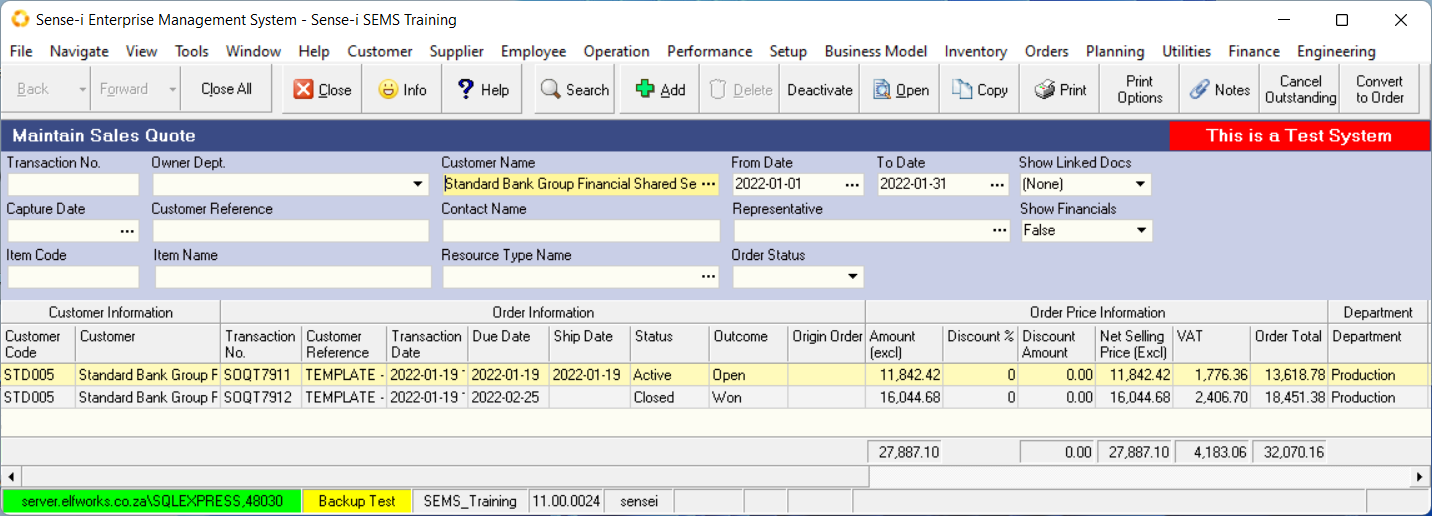 Sense-i Enterprise Management System - Sense-i SEMS Training
File Navigate View Tools Window Help Customer Supplier Employee Operation Performance Setup Business Model Inventory Orders Planning Utilities Finance Engineering
Back Forward Close All Close Info Help Search Add Delete Deactivate Open Copy Print Print Options Notes Cancel Outstanding Convert to Order
Maintain Sales Quote This is a Test System
Transaction No. Owner Dept. Customer Name From Date To Date Show Linked Docs
Standard Bank Group Financial Shared Se ... 2022-01-01 ... 2022-01-31 ... (None)
Capture Date Customer Reference Contact Name Representative Show Financials
... ... False
Item Code Item Name Resource Type Name Order Status
...
Customer Information Order Information Order Price Information Department
Customer Code Customer Transaction No. Customer Reference Transaction Date Due Date Ship Date Status Outcome Origin Order Amount (excl) Discount % Discount Amount Net Selling Price (Excl) VAT Order Total Department
STD005 Standard Bank Group F SOQT7911 TEMPLATE - 2022-01-19 2022-01-19 2022-01-19 Active Open 11,842.42 0 0.00 11,842.42 1,776.36 13,618.78 Production
STD005 Standard Bank Group F SOQT7912 TEMPLATE - 2022-01-19 2022-02-25 Closed Won 16,044.68 0 0.00 16,044.68 2,406.70 18,451.38 Production
27,887.10 0.00 27,887.10 4,183.06 32,070.16
server.elfworks.co.za\SQLEXPRESS,48030 Backup Test SEMS_Training 11.00.0024 sensei